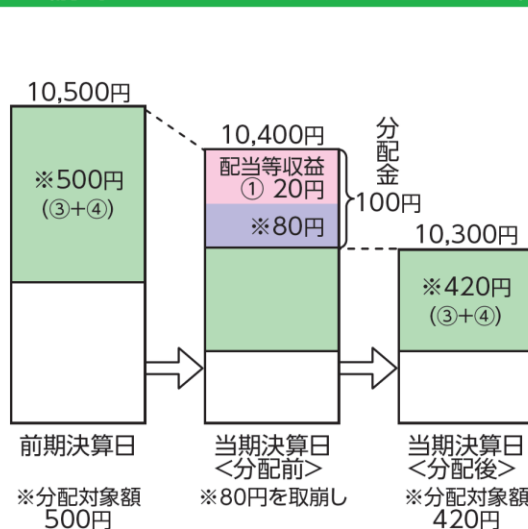 10,500円
※500円
(③+④)
前期決算日
※分配対象額
500円
10,400円
配当等収益
① 20円
※80円
分配金
100円
当期決算日
<分配前>
※80円を取崩し
10,300円
※420円
(③+④)
当期決算日
<分配後>
※分配対象額
420円